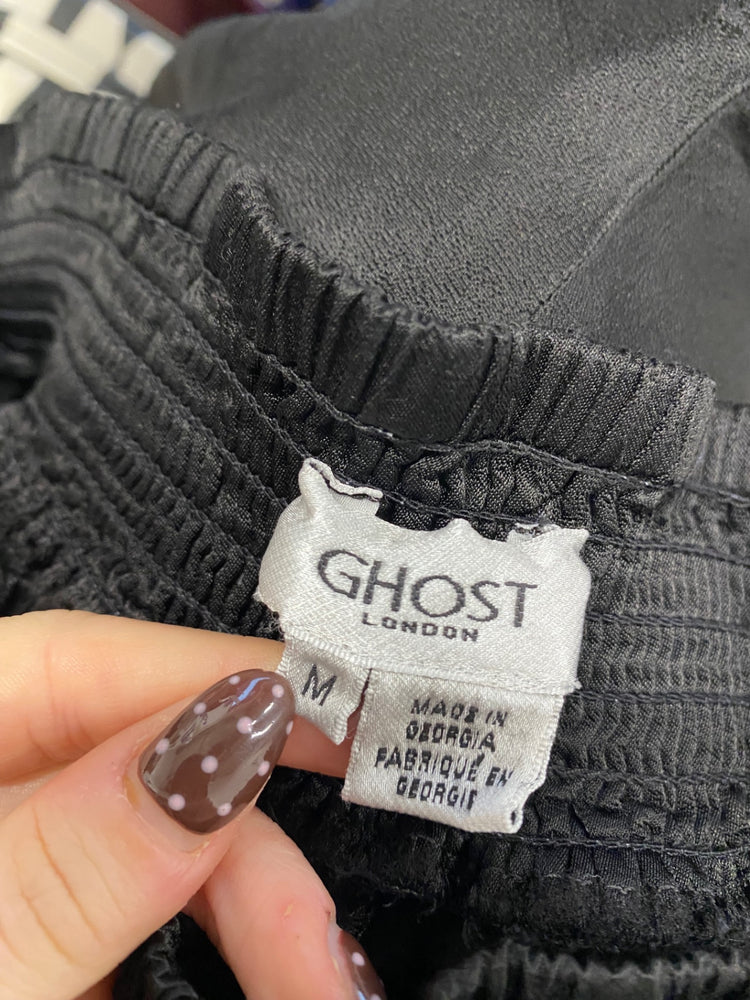 GHOST
LONDON
M
MADE IN
GEORGIA
FABRIQUÉ EN
GEORGIE